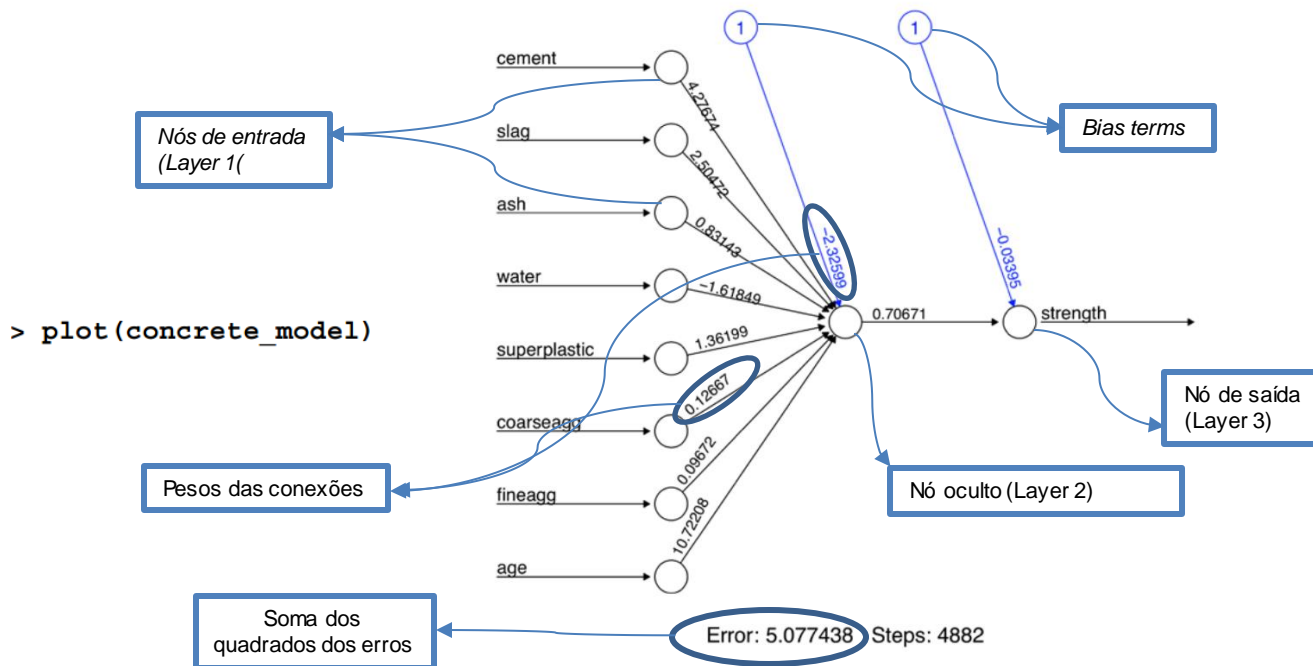 1
1
cement
4.27674
Nós de entrada
(Layer 1(
Bias terms
slag
2.50472
ash
0.83143
−2.32599
−0.03395
water
−1.61849
> plot(concrete_model)
0.70671
strength
superplastic
1.36199
0.12667
coarseagg
Nó de saída
(Layer 3)
Pesos das conexões
0.09672
fineagg
Nó oculto (Layer 2)
10.72208
age
Soma dos
quadrados dos erros
Error: 5.077438 Steps: 4882